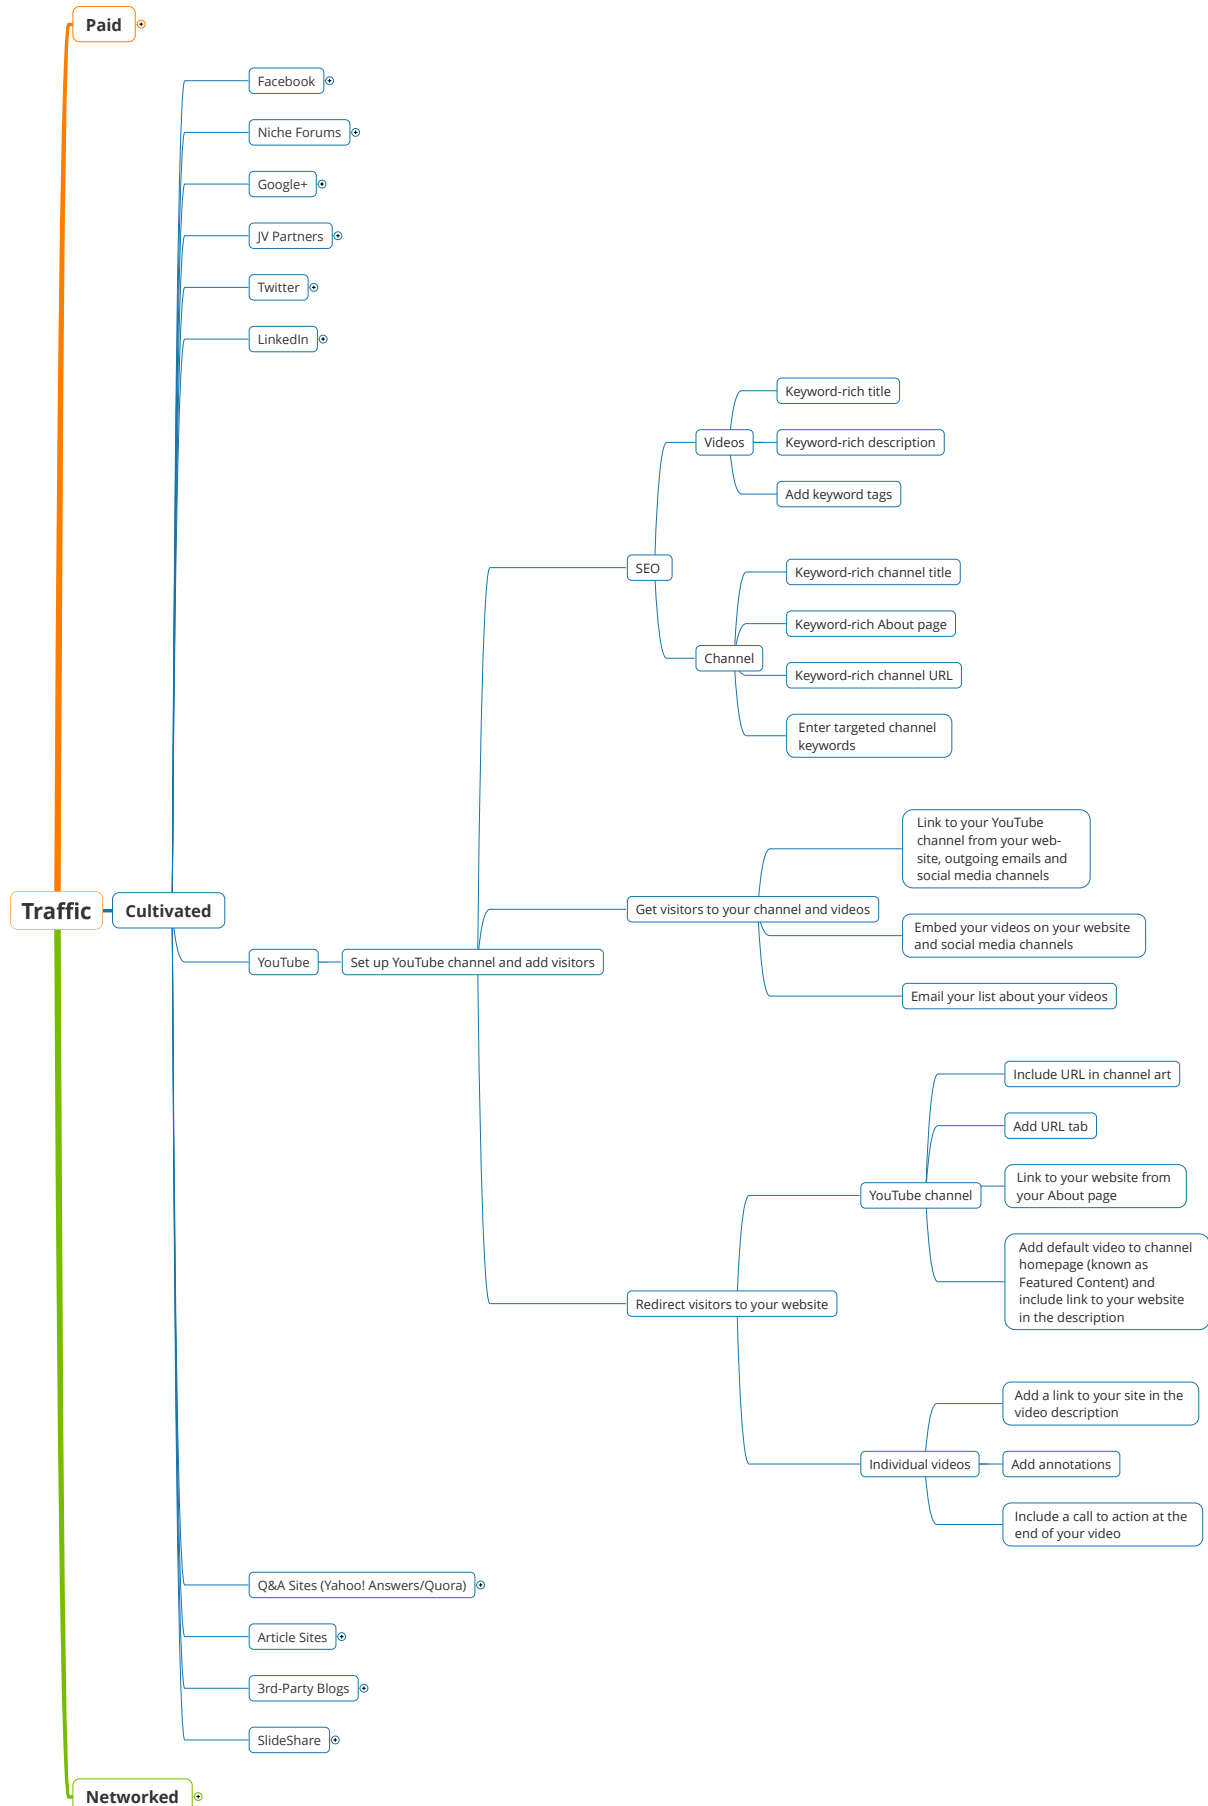 Paid
Facebook
Niche Forums
Google+
JV Partners
Twitter
LinkedIn
Keyword-rich title
Videos
Keyword-rich description
Add keyword tags
SEO
Keyword-rich channel title
Keyword-rich About page
Channel
Keyword-rich channel URL
Enter targeted channel
keywords
Link to your YouTube
channel from your web-
site, outgoing emails and
social media channels
Traffic
Cultivated
Get visitors to your channel and videos
Embed your videos on your website
and social media channels
YouTube
Set up YouTube channel and add visitors
Email your list about your videos
Include URL in channel art
Add URL tab
Link to your website from
your About page
YouTube channel
Add default video to channel
homepage (known as
Featured Content) and
include link to your website
in the description
Redirect visitors to your website
Add a link to your site in the
video description
Individual videos
Add annotations
Include a call to action at the
end of your video
Q&A Sites (Yahoo! Answers/Quora)
Article Sites
3rd-Party Blogs
SlideShare
Networked